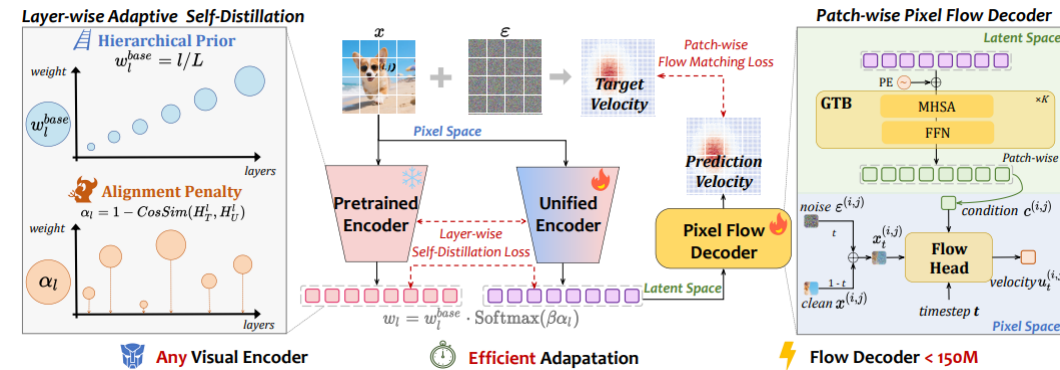 Layer-wise Adaptive Self-Distillation
Hierarchical Prior
w_l^{base} = l/L
weight
w_l^{base}
layers
Alignment Penalty
α_l = 1 − CosSim(H_T^l, H_U^l)
weight
α_l
layers
x
ε
Target
Velocity
Patch-wise
Flow Matching Loss
Pixel Space
Prediction
Velocity
Pretrained
Encoder
Unified
Encoder
Layer-wise
Self-Distillation Loss
Pixel Flow
Decoder
Latent Space
w_l = w_l^{base} · Softmax(βα_l)
Patch-wise Pixel Flow Decoder
Latent Space
PE
GTB
×K
MHSA
FFN
Patch-wise
condition c^{(i,j)}
noise ε^{(i,j)}
t
x_t^{(i,j)}
Flow
Head
1 - t
clean x^{(i,j)}
velocity u_t^{(i,j)}
timestep t
Pixel Space
Any Visual Encoder
Efficient Adapatation
Flow Decoder < 150M